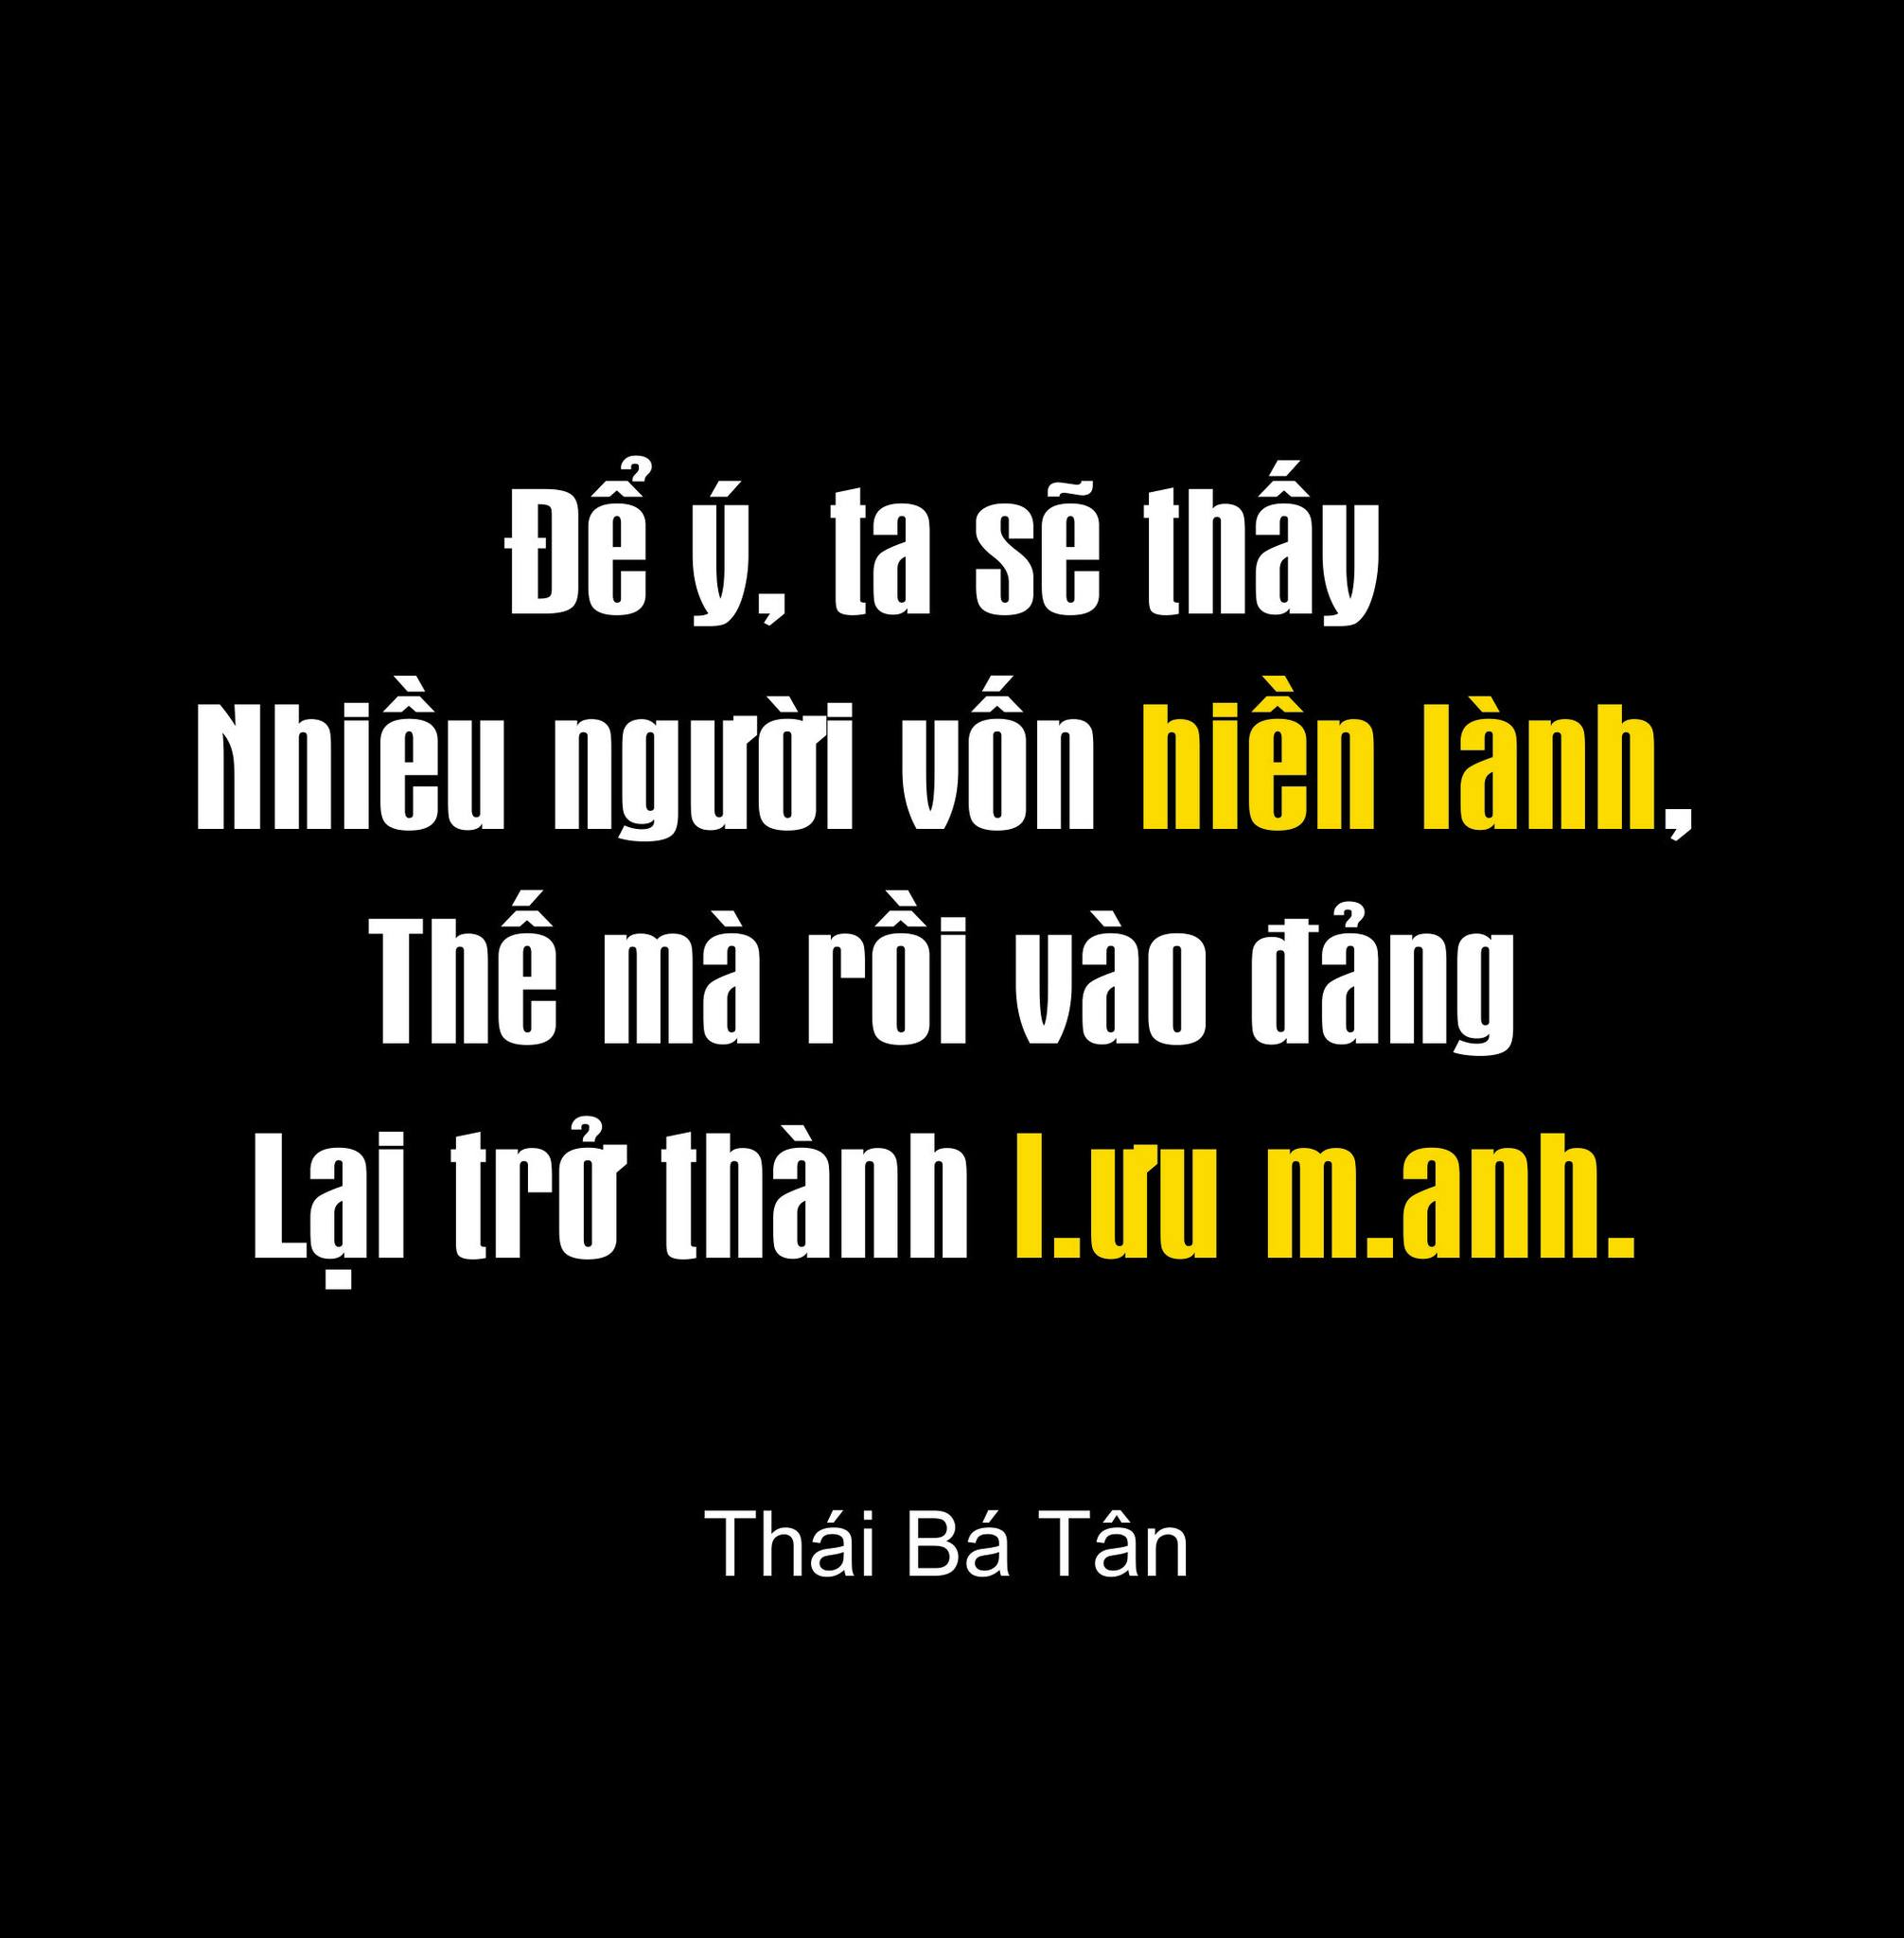 Để ý, ta sẽ thấy
Nhiều người vốn hiền lành,
Thế mà rồi vào đảng
Lại trở thành l.ưu m.anh.
Thái Bá Tân